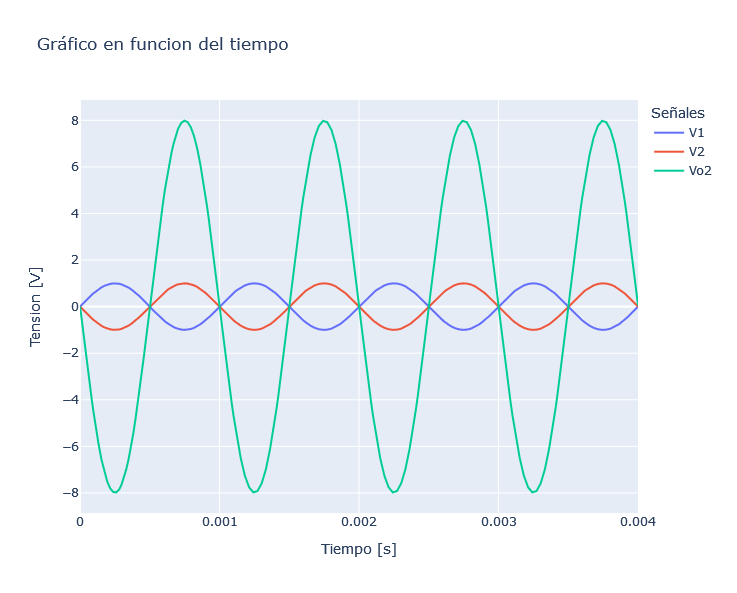 Gráfico en funcion del tiempo
Señales
V1
V2
Vo2
8
6
4
2
0
−2
−4
−6
−8
Tension [V]
0
0.001
0.002
0.003
0.004
Tiempo [s]